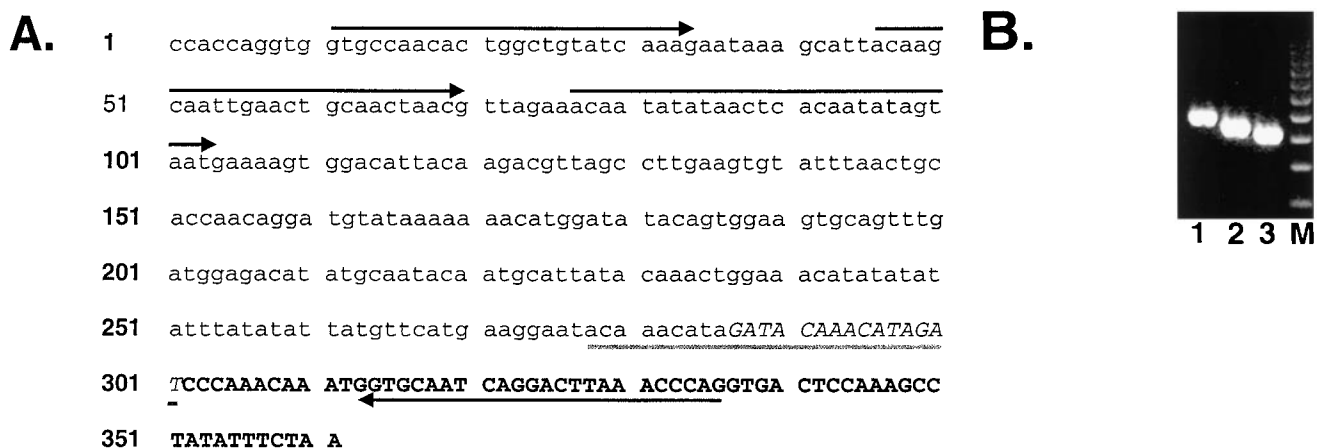 A.
1 ccaccaggtg gtgccaacac tggctgtatc aaagaataaa gcattacaag
51 caattgaact gcaactaacg ttagaaacaa tatataactc acaatatagt
101 aatgaaaagt ggacattaca agacgttagc cttgaagtgt atttaactgc
151 accaacagga tgtataaaaa aacatggata tacagtggaa gtgcagtttg
201 atggagacat atgcaataca atgcattata caaactggaa acatatatat
251 atttatatat tatgttcatg aaggaataca aacataGATA CAAACATAGA
301 TCCCAAACAA ATGGTGCAAT CAGGACTTAA ACCCAGGTGA CTCCAAAGCC
351 TATATTTCTA A
B.
1 2 3 M